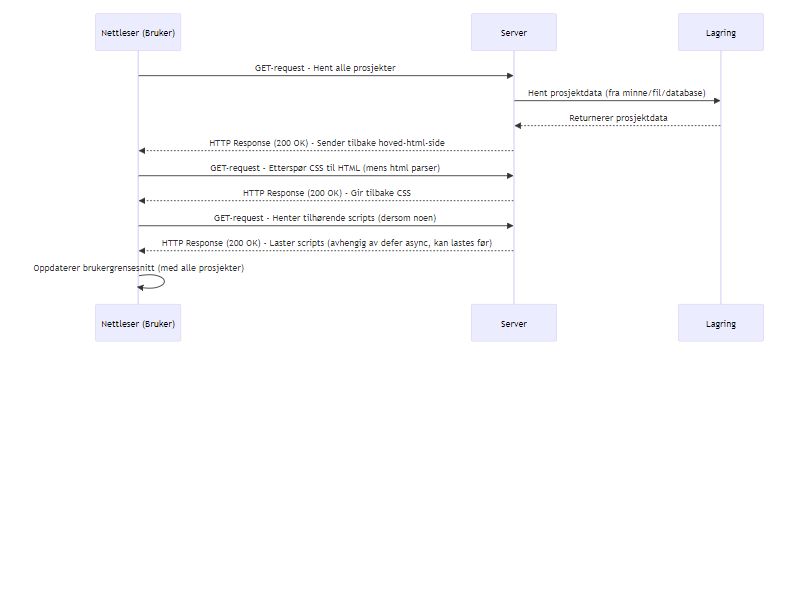 Nettleser (Bruker)
Server
Lagring
GET-request - Hent alle prosjekter
Hent prosjektdata (fra minne/fil/database)
Returnerer prosjektdata
HTTP Response (200 OK) - Sender tilbake hoved-html-side
GET-request - Etterspør CSS til HTML (mens html parser)
HTTP Response (200 OK) - Gir tilbake CSS
GET-request - Henter tilhørende scripts (dersom noen)
HTTP Response (200 OK) - Laster scripts (avhengig av defer async, kan lastes før)
Oppdaterer brukergrensesnitt (med alle prosjekter)
Nettleser (Bruker)
Server
Lagring